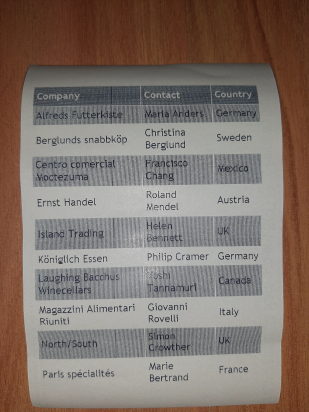 Company Contact Country
Alfreds Futterkiste Maria Anders Germany
Berglunds snabbköp Christina Berglund Sweden
Centro comercial Moctezuma Francisco Chang Mexico
Ernst Handel Roland Mendel Austria
Island Trading Helen Bennett UK
Königlich Essen Philip Cramer Germany
Laughing Bacchus Winecellars Yoshi Tannamuri Canada
Magazzini Alimentari Riuniti Giovanni Rovelli Italy
North/South Simon Crowther UK
Paris spécialités Marie Bertrand France